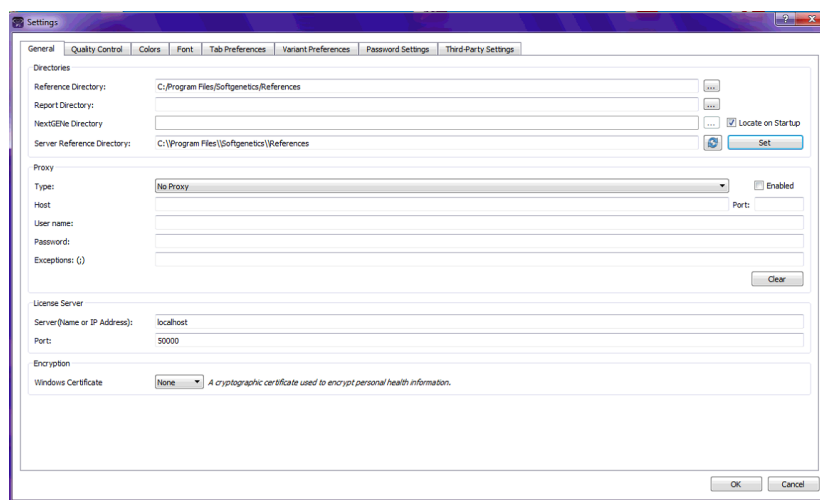 Settings
General Quality Control Colors Font Tab Preferences Variant Preferences Password Settings Third-Party Settings
Directories
Reference Directory: C:/Program Files/Softgenetics/References ...
Report Directory: ...
NextGENe Directory ... Locate on Startup
Server Reference Directory: C:\\Program Files\\Softgenetics\\References Set
Proxy
Type: No Proxy Enabled
Host Port:
User name:
Password:
Exceptions: (;)
Clear
License Server
Server(Name or IP Address): localhost
Port: 50000
Encryption
Windows Certificate None A cryptographic certificate used to encrypt personal health information.
OK Cancel